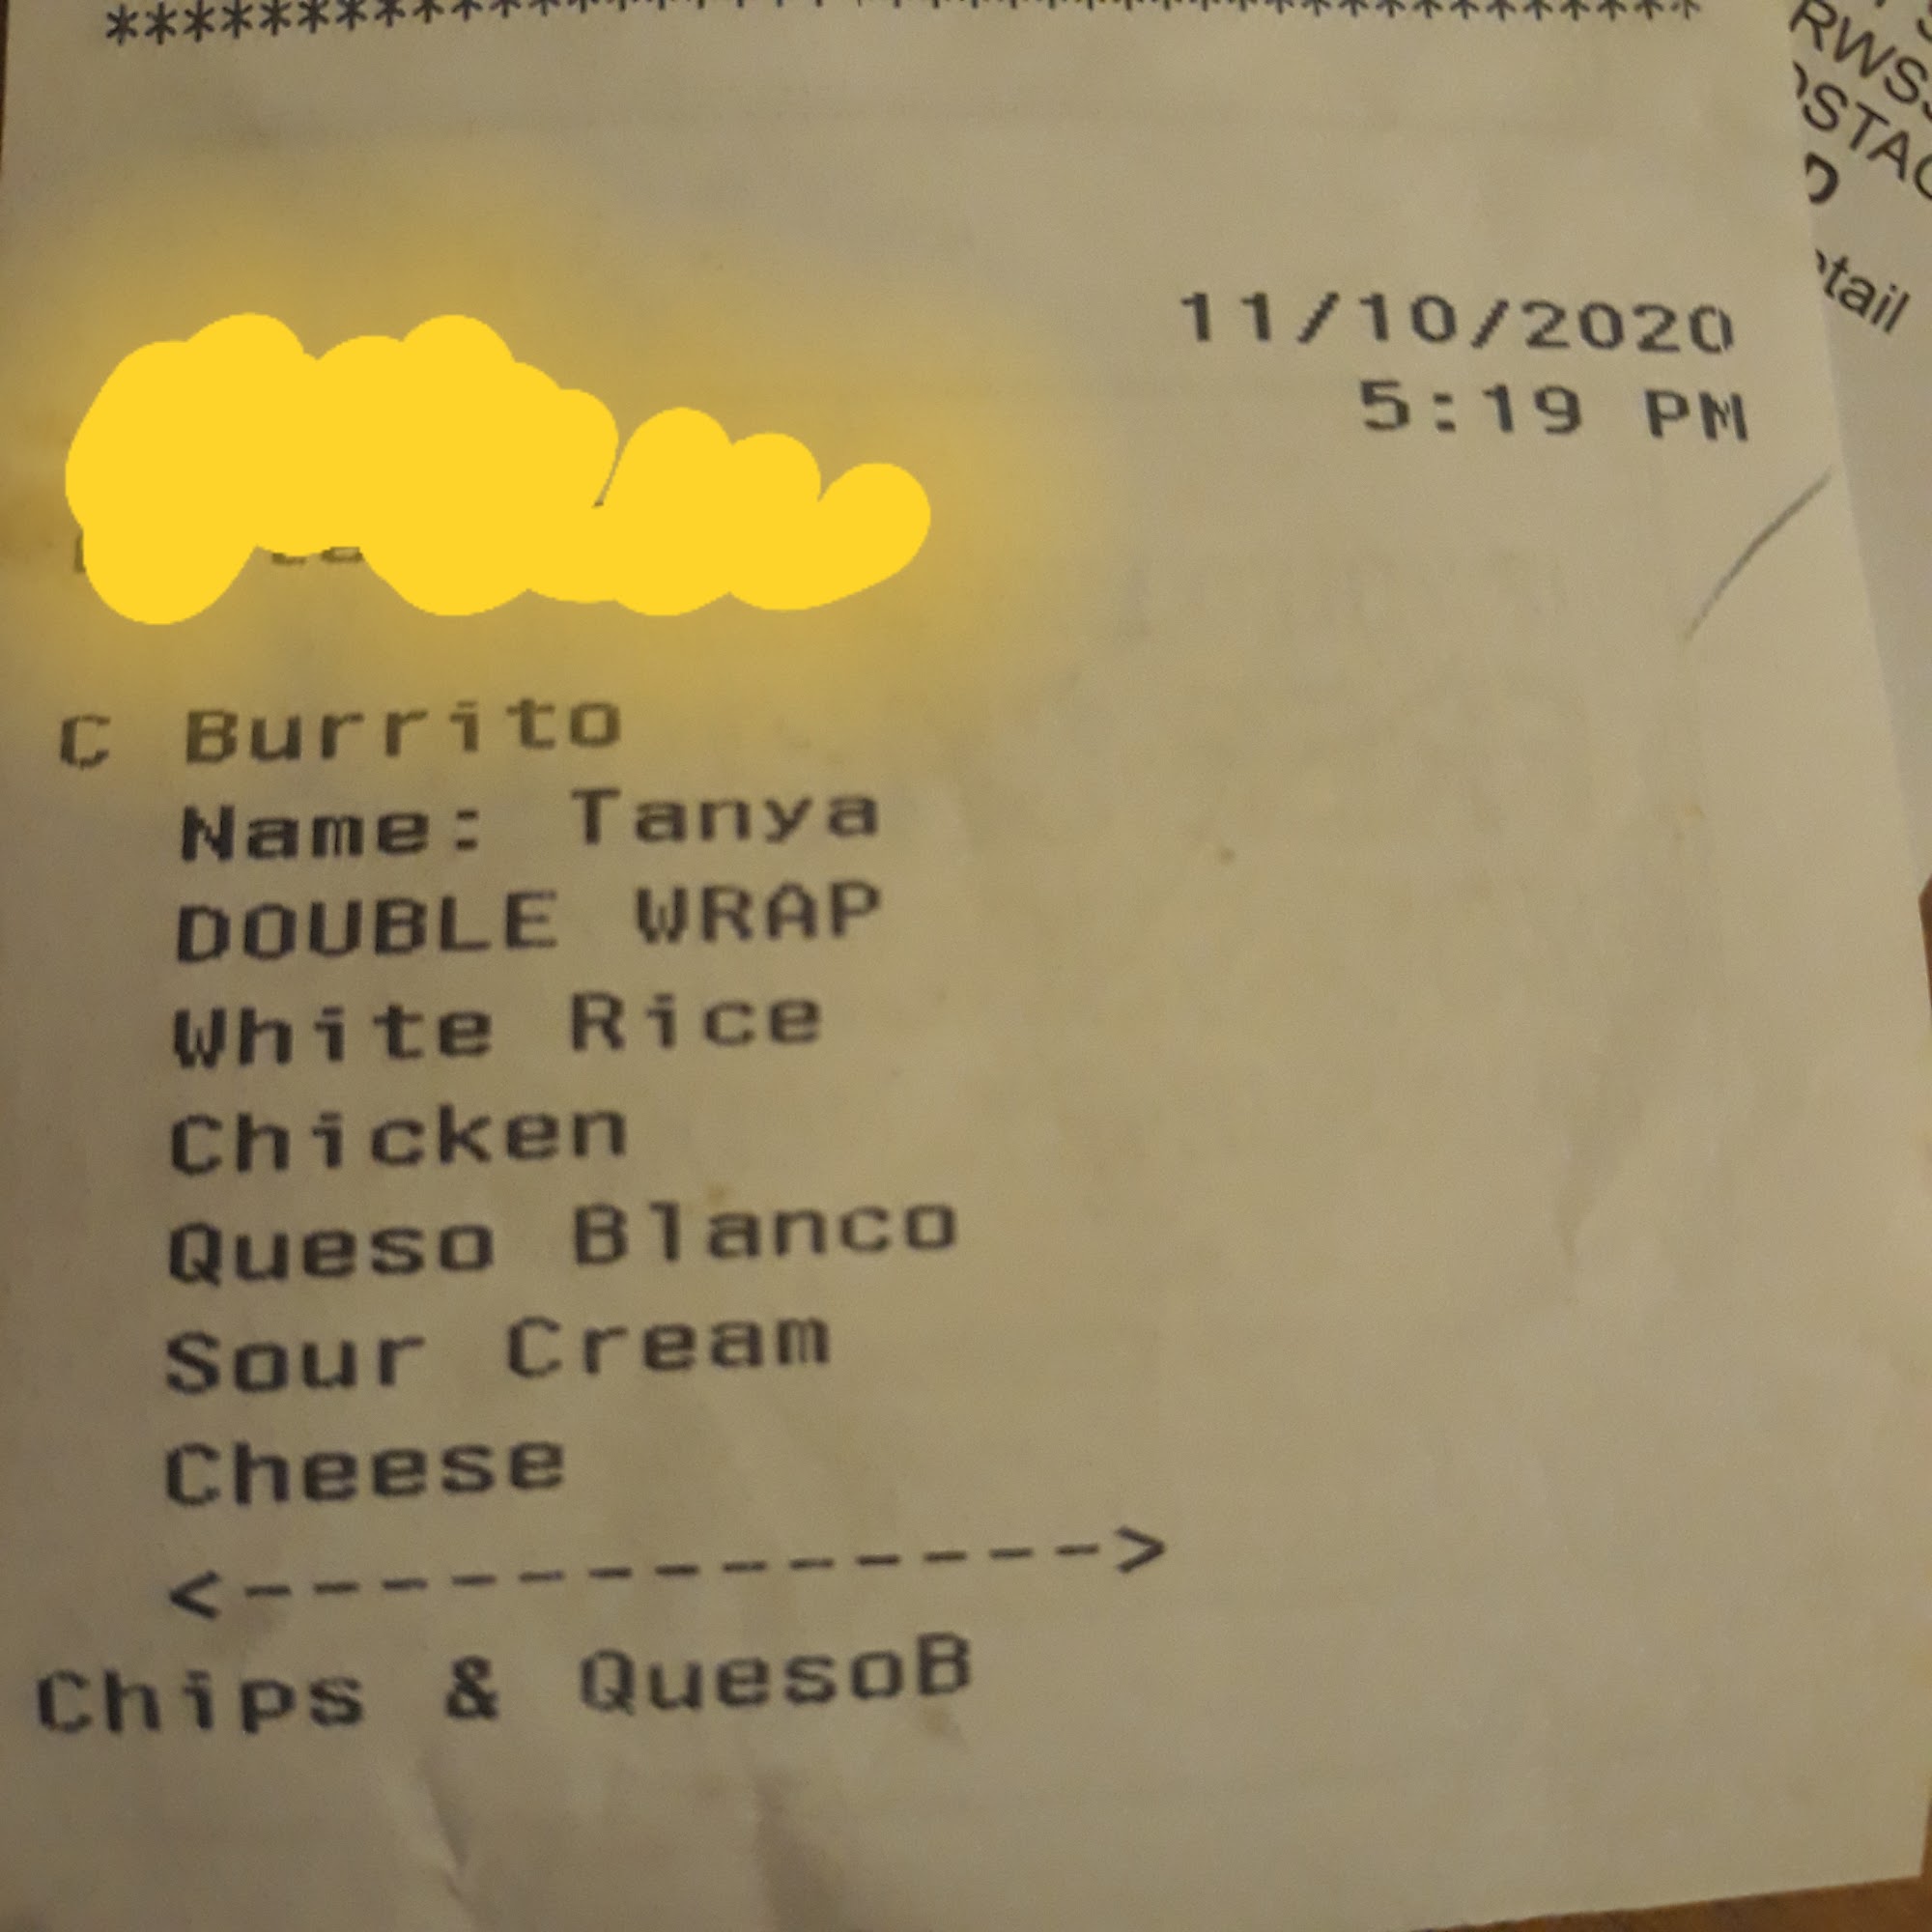 ******************************************
11/10/2020
5:19 PM
C Burrito
Name: Tanya
DOUBLE WRAP
White Rice
Chicken
Queso Blanco
Sour Cream
Cheese
<------------->
Chips & QuesoB